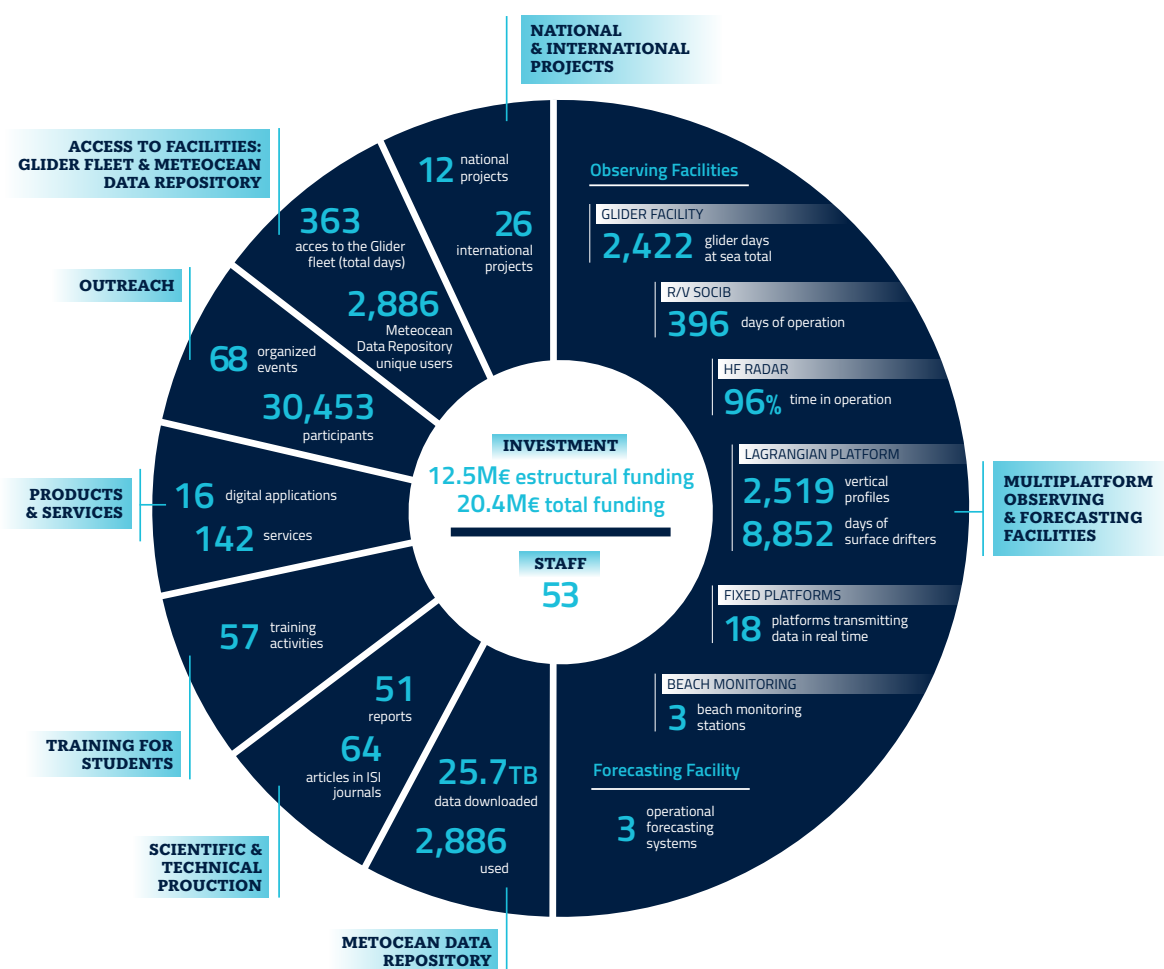 NATIONAL
& INTERNATIONAL
PROJECTS
12 national
projects
26
international
projects
ACCESS TO FACILITIES:
GLIDER FLEET & METEOCEAN
DATA REPOSITORY
363
acces to the Glider
fleet (total days)
2,886
Meteocean
Data Repository
unique users
OUTREACH
68 organized
events
30,453
participants
PRODUCTS
& SERVICES
16 digital applications
142 services
TRAINING FOR
STUDENTS
57 training
activities
SCIENTIFIC &
TECHNICAL
PROUCTION
51
reports
64
articles in ISI
journals
METOCEAN DATA
REPOSITORY
25.7TB
data downloaded
2,886
used
INVESTMENT
12.5M€ estructural funding
20.4M€ total funding
STAFF
53
MULTIPLATFORM
OBSERVING
& FORECASTING
FACILITIES
Observing Facilities
GLIDER FACILITY
2,422 glider days
at sea total
R/V SOCIB
396 days of operation
HF RADAR
96% time in operation
LAGRANGIAN PLATFORM
2,519 vertical
profiles
8,852 days of
surface drifters
FIXED PLATFORMS
18 platforms transmitting
data in real time
BEACH MONITORING
3 beach monitoring
stations
Forecasting Facility
3 operational
forecasting
systems